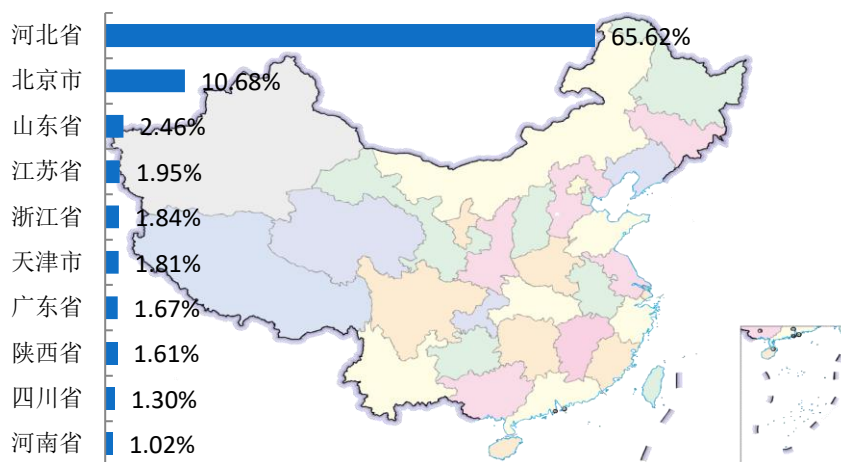 河北省 65.62%
北京市 10.68%
山东省 2.46%
江苏省 1.95%
浙江省 1.84%
天津市 1.81%
广东省 1.67%
陕西省 1.61%
四川省 1.30%
河南省 1.02%